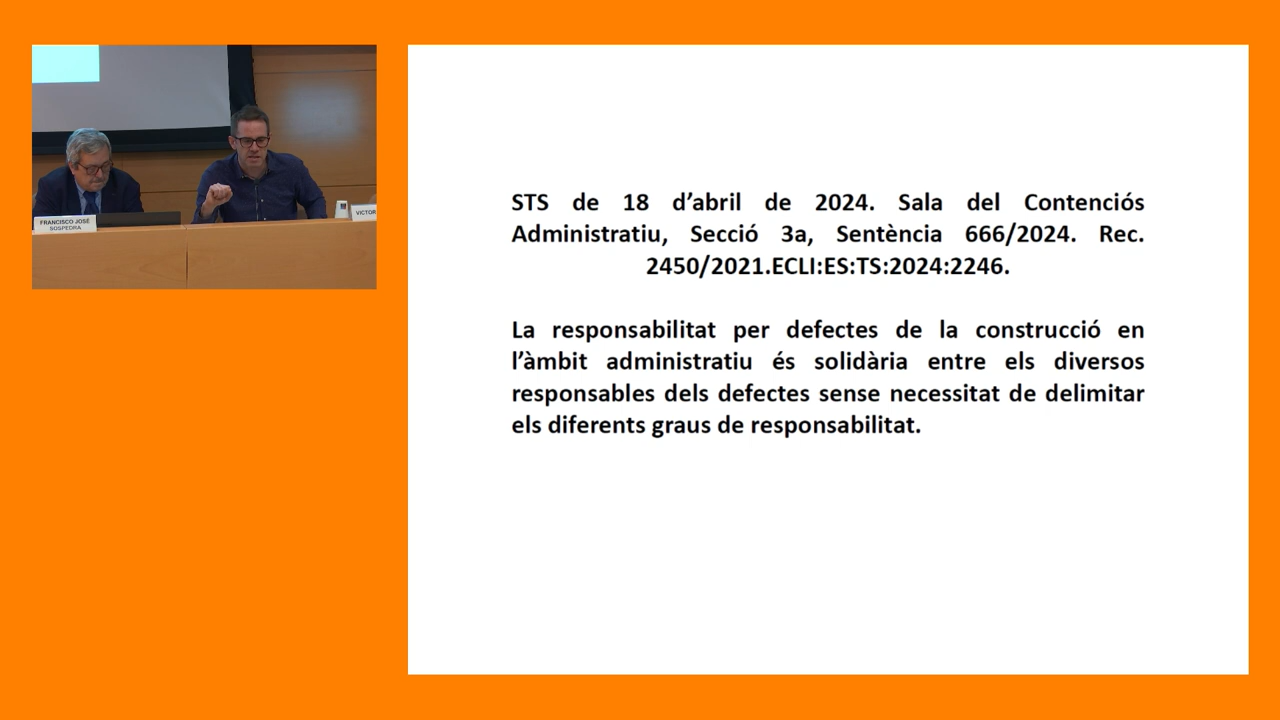 FRANCISCO JOSÉ
SOSPEDRA
VICTOR
STS de 18 d’abril de 2024. Sala del Contenciós
Administratiu, Secció 3a, Sentència 666/2024. Rec.
2450/2021.ECLI:ES:TS:2024:2246.
La responsabilitat per defectes de la construcció en
l’àmbit administratiu és solidària entre els diversos
responsables dels defectes sense necessitat de delimitar
els diferents graus de responsabilitat.